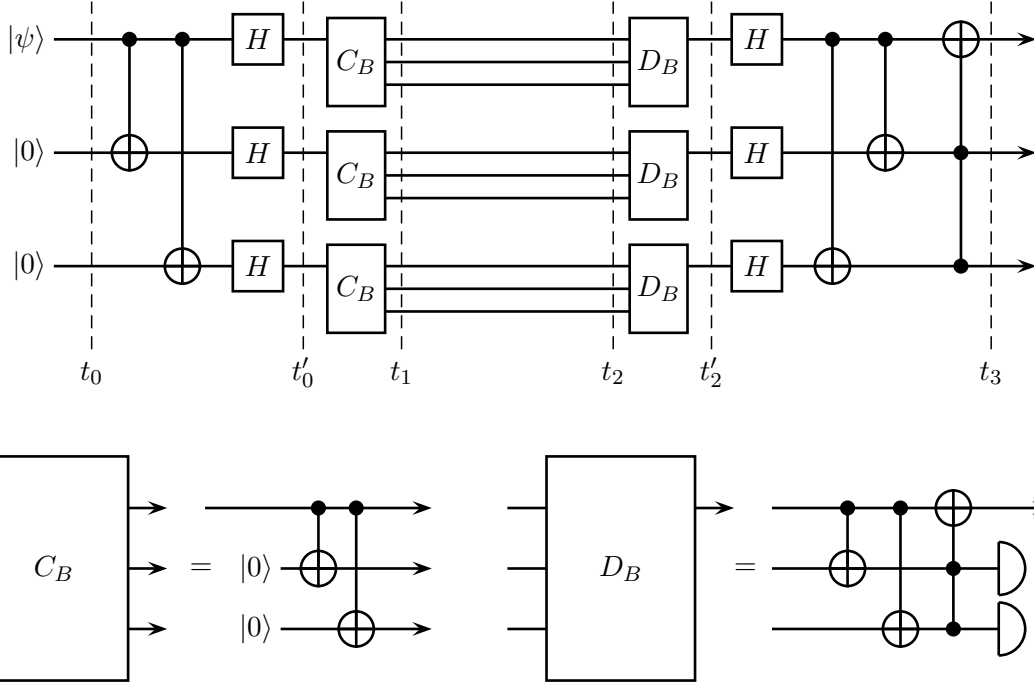 |ψ⟩ H C_B D_B H
|0⟩ H C_B D_B H
|0⟩ H C_B D_B H
t_0 t'_0 t_1 t_2 t'_2 t_3
C_B = |0⟩ |0⟩ D_B =